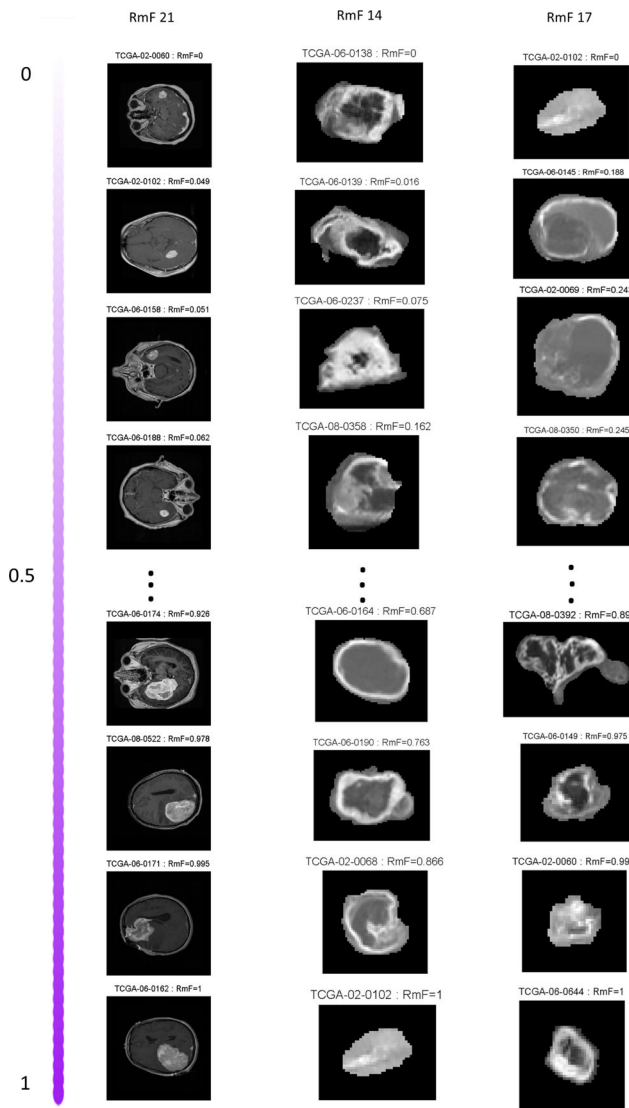 RmF 21
RmF 14
RmF 17
0
TCGA-02-0060 : RmF=0
TCGA-06-0138 : RmF=0
TCGA-02-0102 : RmF=0
TCGA-02-0102 : RmF=0.049
TCGA-06-0139 : RmF=0.016
TCGA-06-0145 : RmF=0.188
TCGA-06-0158 : RmF=0.051
TCGA-06-0237 : RmF=0.075
TCGA-02-0069 : RmF=0.243
TCGA-06-0188 : RmF=0.062
TCGA-08-0358 : RmF=0.162
TCGA-08-0350 : RmF=0.245
0.5
TCGA-06-0174 : RmF=0.926
TCGA-06-0164 : RmF=0.687
TCGA-08-0392 : RmF=0.89
TCGA-08-0522 : RmF=0.978
TCGA-06-0190 : RmF=0.763
TCGA-06-0149 : RmF=0.975
TCGA-06-0171 : RmF=0.995
TCGA-02-0068 : RmF=0.866
TCGA-02-0060 : RmF=0.99
TCGA-06-0162 : RmF=1
TCGA-02-0102 : RmF=1
TCGA-06-0644 : RmF=1
1